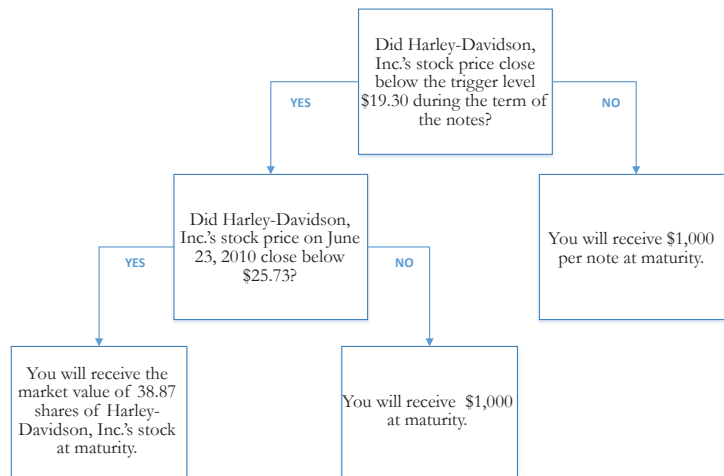 Did Harley-Davidson,
Inc.'s stock price close
below the trigger level
$19.30 during the term of
the notes?
YES
NO
Did Harley-Davidson,
Inc.'s stock price on June
23, 2010 close below
$25.73?
You will receive $1,000
per note at maturity.
YES
NO
You will receive the
market value of 38.87
shares of Harley-
Davidson, Inc.'s stock
at maturity.
You will receive $1,000
at maturity.